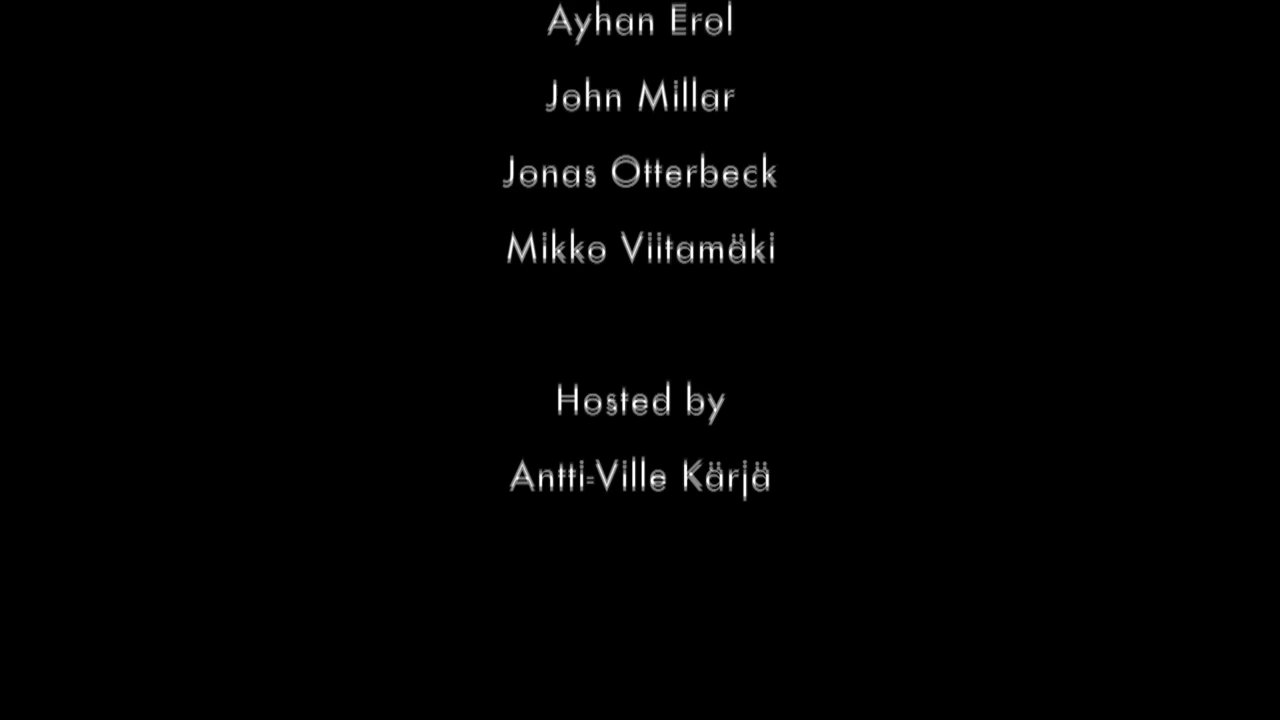 Ayhan Erol
John Millar
Jonas Otterbeck
Mikko Viitamäki
Hosted by
Antti-Ville Kärjä